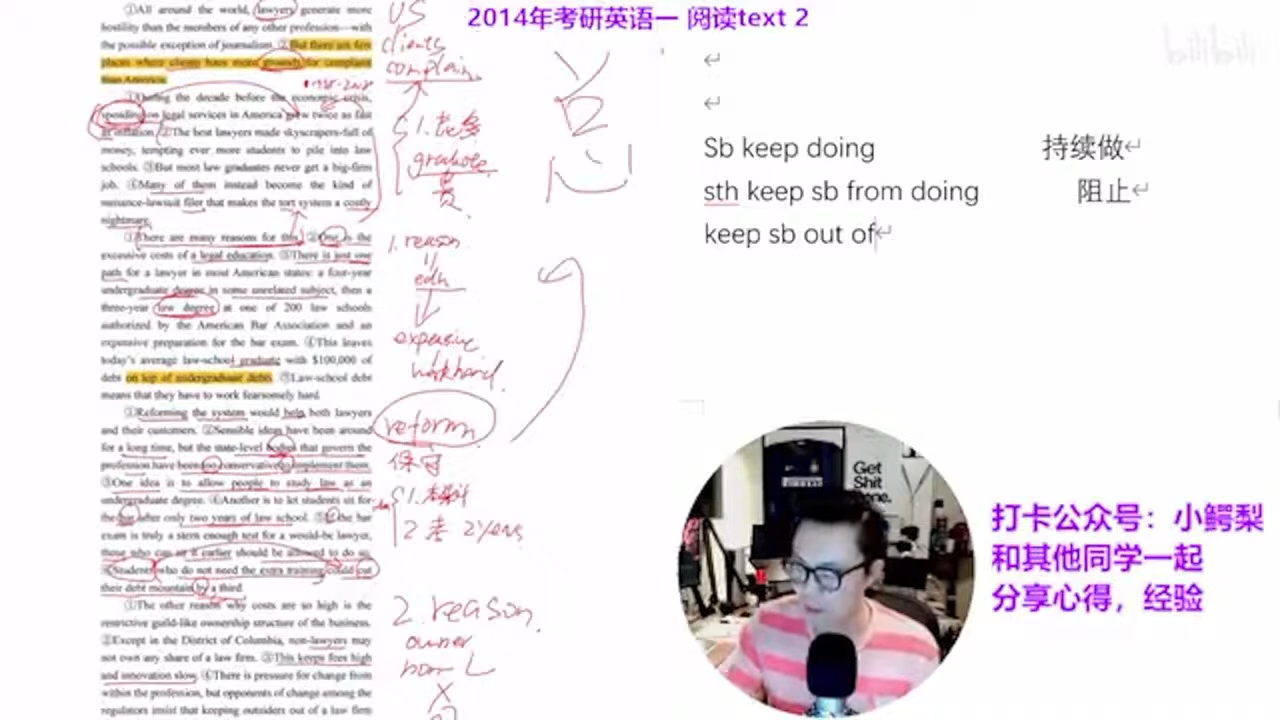 2014年考研英语一 阅读text 2
bilibili
①All around the world, lawyers generate more
hostility than the members of any other profession—with
the possible exception of journalism. ②But there are few
places where clients have more grounds for complaint
than America.
①During the decade before the economic crisis,
spending on legal services in America grew twice as fast
as inflation. ②The best lawyers made skyscrapers-full of
money, tempting ever more students to pile into law
schools. ③But most law graduates never get a big-firm
job. ④Many of them instead become the kind of
nuisance-lawsuit filer that makes the tort system a costly
nightmare.
①There are many reasons for this. ②One is the
excessive costs of a legal education. ③There is just one
path for a lawyer in most American states: a four-year
undergraduate degree in some unrelated subject, then a
three-year law degree at one of 200 law schools
authorized by the American Bar Association and an
expensive preparation for the bar exam. ④This leaves
today's average law-school graduate with $100,000 of
debt on top of undergraduate debts. ⑤Law-school debt
means that they have to work fearsomely hard.
①Reforming the system would help both lawyers
and their customers. ②Sensible ideas have been around
for a long time, but the state-level bodies that govern the
profession have been too conservative to implement them.
③One idea is to allow people to study law as an
undergraduate degree. ④Another is to let students sit for
the bar after only two years of law school. ⑤If the bar
exam is truly a stern enough test for a would-be lawyer,
those who can sit it earlier should be allowed to do so.
⑥Students who do not need the extra training could cut
their debt mountain by a third.
①The other reason why costs are so high is the
restrictive guild-like ownership structure of the business.
②Except in the District of Columbia, non-lawyers may
not own any share of a law firm. ③This keeps fees high
and innovation slow. ④There is pressure for change from
within the profession, but opponents of change among the
regulators insist that keeping outsiders out of a law firm
US
clients
complain
1.
graduate
贵
1. reason
edu
expensive
workhard
reform
保守
1.本科
2 考 2 years
2. reason
owner
non-L
X
总
Sb keep doing 持续做
sth keep sb from doing 阻止
keep sb out of
Get
Shit
Done.
打卡公众号：小鳄梨
和其他同学一起
分享心得，经验